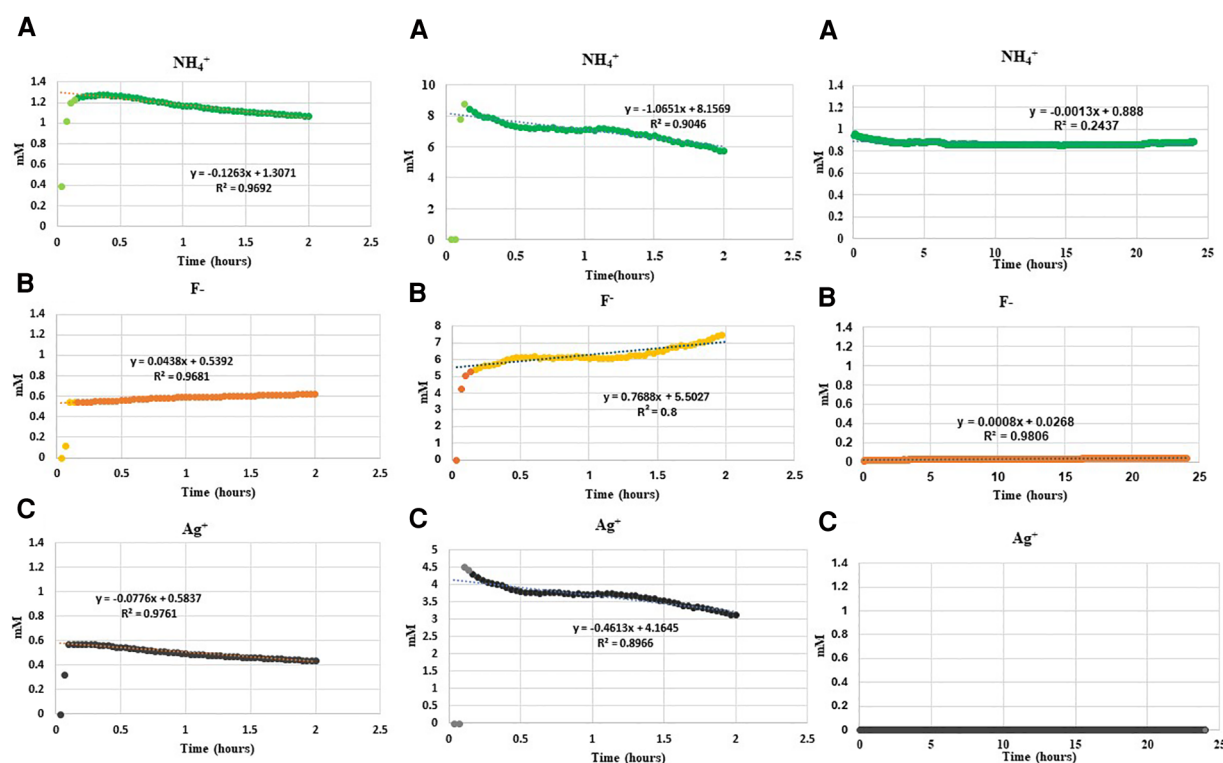 A
NH₄⁺
1.4
1.2
1
0.8
0.6
0.4
0.2
0
mM
y = -0.1263x + 1.3071
R² = 0.9692
0 0.5 1 1.5 2 2.5
Time (hours)
A
NH₄⁺
10
8
6
4
2
0
mM
y = -1.0651x + 8.1569
R² = 0.9046
0 0.5 1 1.5 2 2.5
Time(hours)
A
NH₄⁺
1.4
1.2
1
0.8
0.6
0.4
0.2
0
mM
y = -0.0013x + 0.888
R² = 0.2437
0 5 10 15 20 25
Time (hours)
B
F-
1.4
1.2
1
0.8
0.6
0.4
0.2
0
mM
y = 0.0438x + 0.5392
R² = 0.9681
0 0.5 1 1.5 2 2.5
Time (hours)
B
F⁻
8
7
6
5
4
3
2
1
0
mM
y = 0.7688x + 5.5027
R² = 0.8
0 0.5 1 1.5 2 2.5
Time (hours)
B
F-
1.4
1.2
1
0.8
0.6
0.4
0.2
0
mM
y = 0.0008x + 0.0268
R² = 0.9806
0 5 10 15 20 25
Time (hours)
C
Ag⁺
1.4
1.2
1
0.8
0.6
0.4
0.2
0
mM
y = -0.0776x + 0.5837
R² = 0.9761
0 0.5 1 1.5 2 2.5
Time (hours)
C
Ag⁺
5
4.5
4
3.5
3
2.5
2
1.5
1
0.5
0
mM
y = -0.4613x + 4.1645
R² = 0.8966
0 0.5 1 1.5 2 2.5
Time (hours)
C
Ag⁺
1.4
1.2
1
0.8
0.6
0.4
0.2
0
mM
0 5 10 15 20 25
Time (hours)